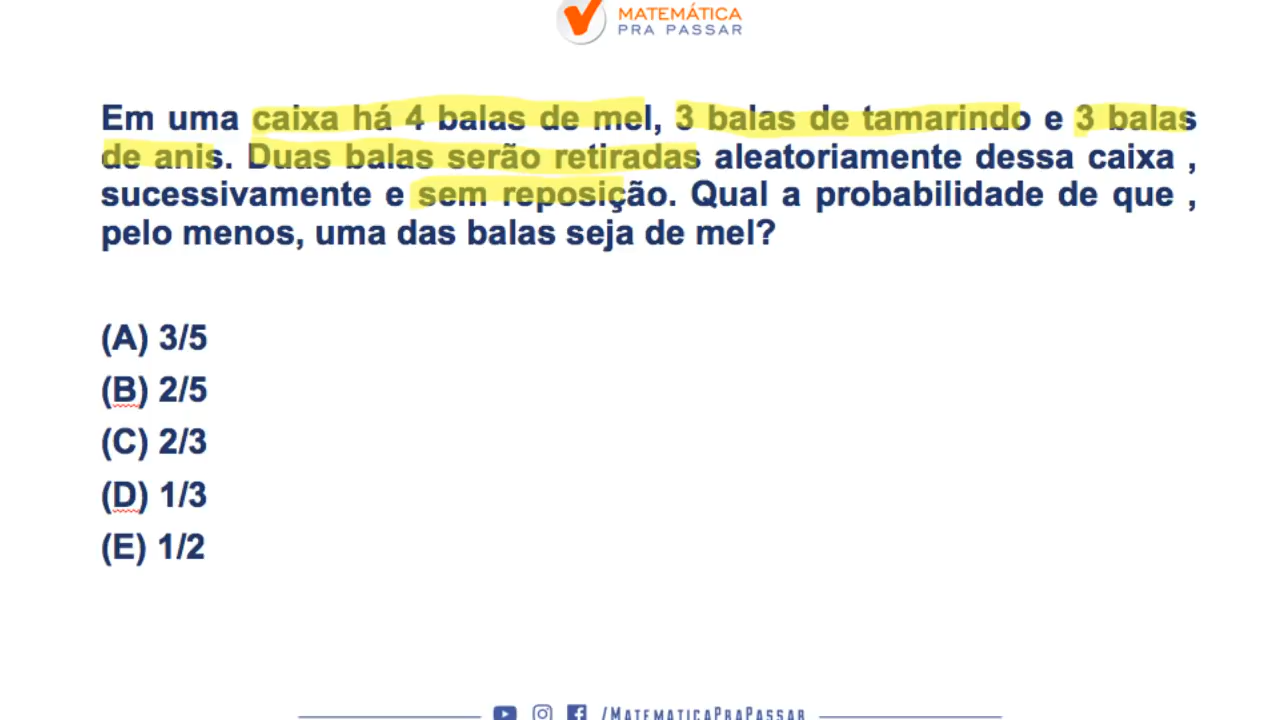 MATEMÁTICA
PRA PASSAR
Em uma caixa há 4 balas de mel, 3 balas de tamarindo e 3 balas
de anis. Duas balas serão retiradas aleatoriamente dessa caixa ,
sucessivamente e sem reposição. Qual a probabilidade de que ,
pelo menos, uma das balas seja de mel?
(A) 3/5
(B) 2/5
(C) 2/3
(D) 1/3
(E) 1/2
/MATEMATICAPRAPASSAR